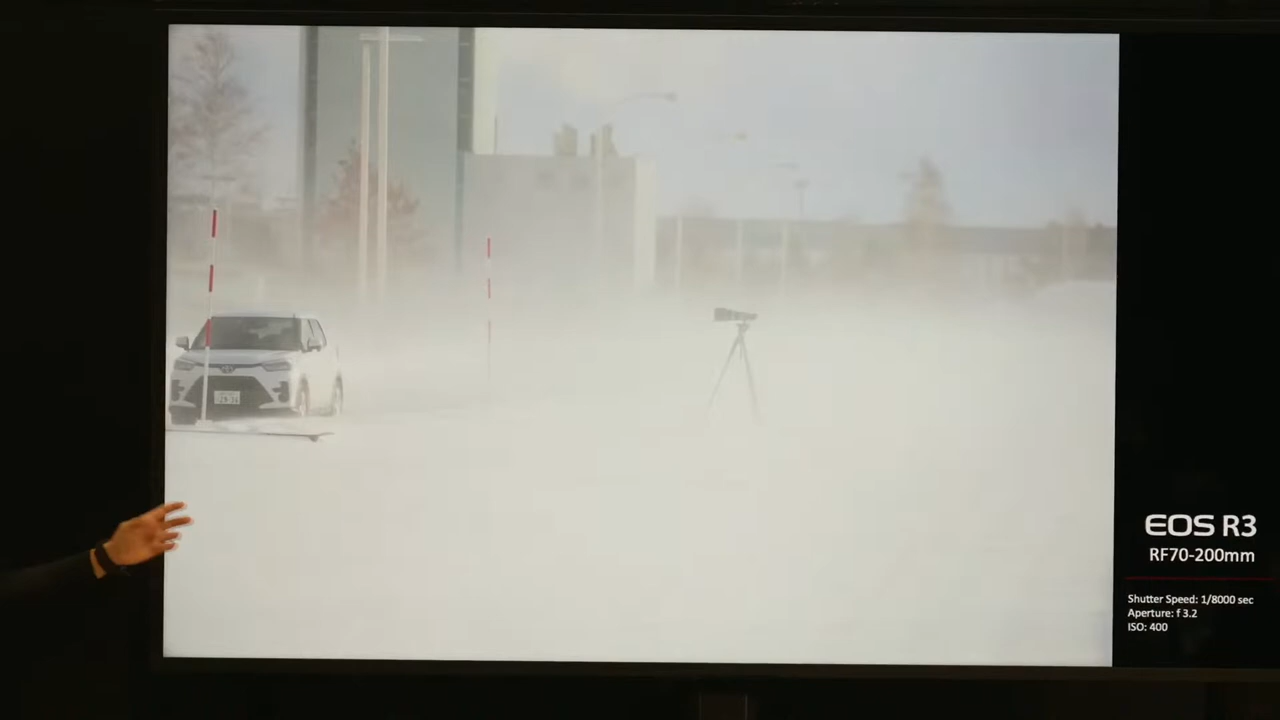 EOS R3
RF70-200mm
Shutter Speed: 1/8000 sec
Aperture: f 3.2
ISO: 400